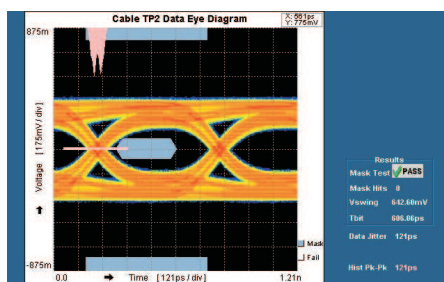 Cable TP2 Data Eye Diagram
X: 561ps
Y: 775mV
875m
Voltage [175mV / div]
-875m
0.0
Time [121ps / div]
1.21n
Mask
Fail
Results
Mask Test PASS
Mask Hits 0
Vswing 642.60mV
Tbit 606.06ps
Data Jitter 121ps
Hist Pk-Pk 121ps